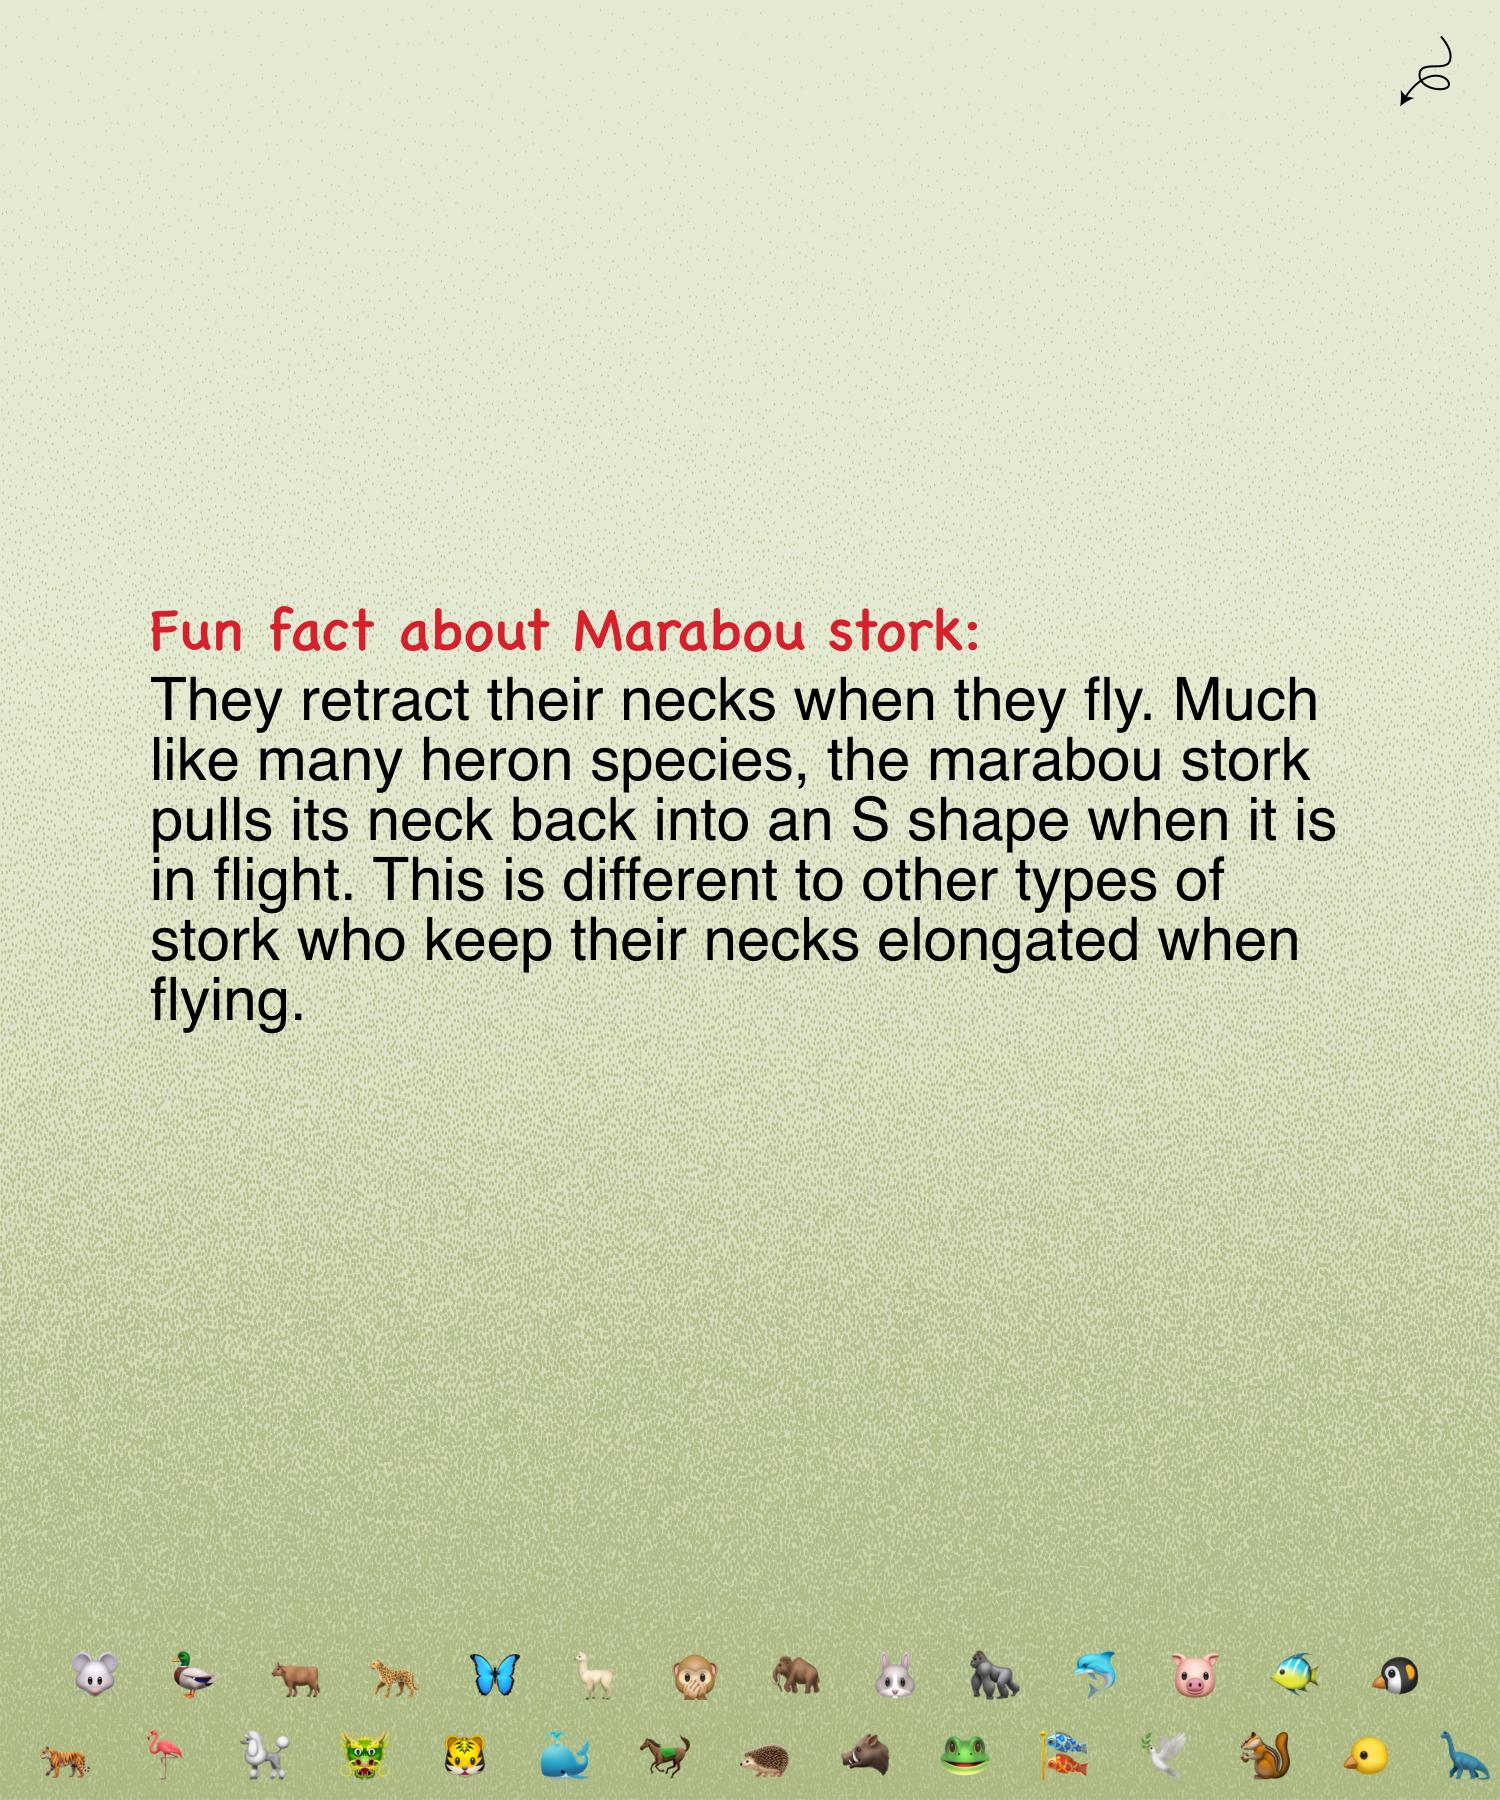 Fun fact about Marabou stork:
They retract their necks when they fly. Much
like many heron species, the marabou stork
pulls its neck back into an S shape when it is
in flight. This is different to other types of
stork who keep their necks elongated when
flying.